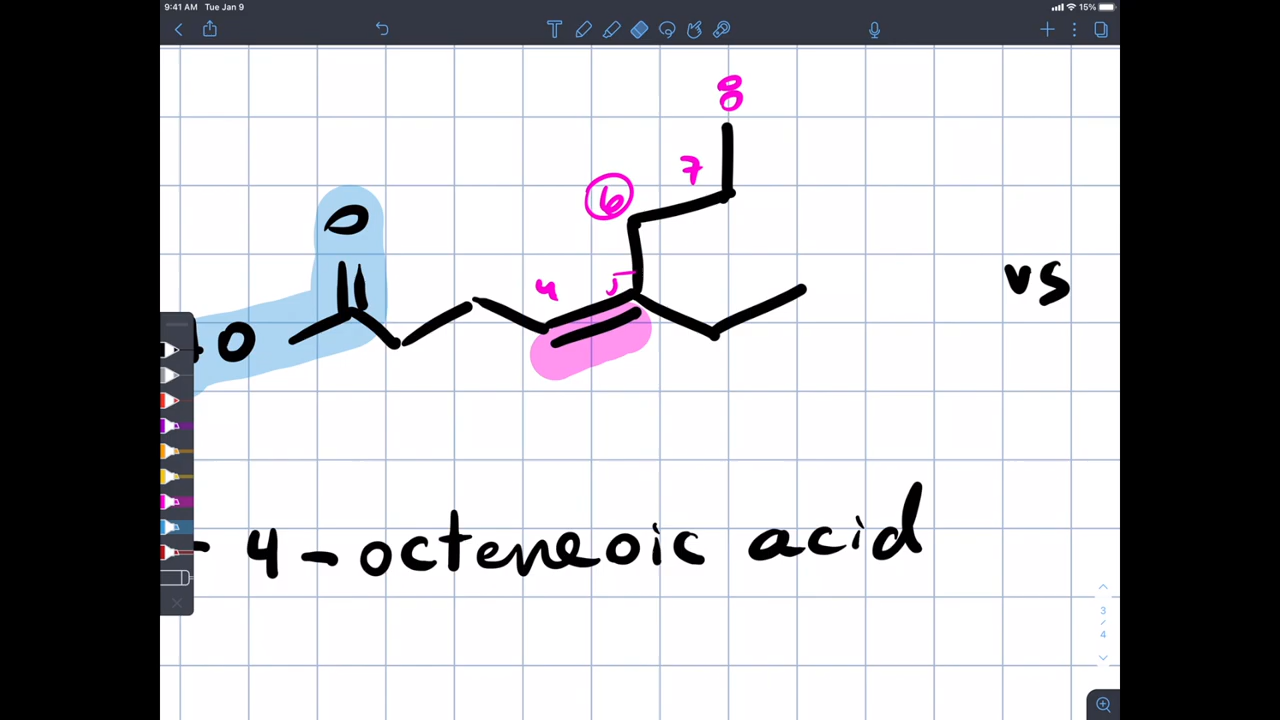 9:41 AM Tue Jan 9
15%
T
8
7
6
O
4 5
vs
O
- 4 - octeneoic acid
3
/
4